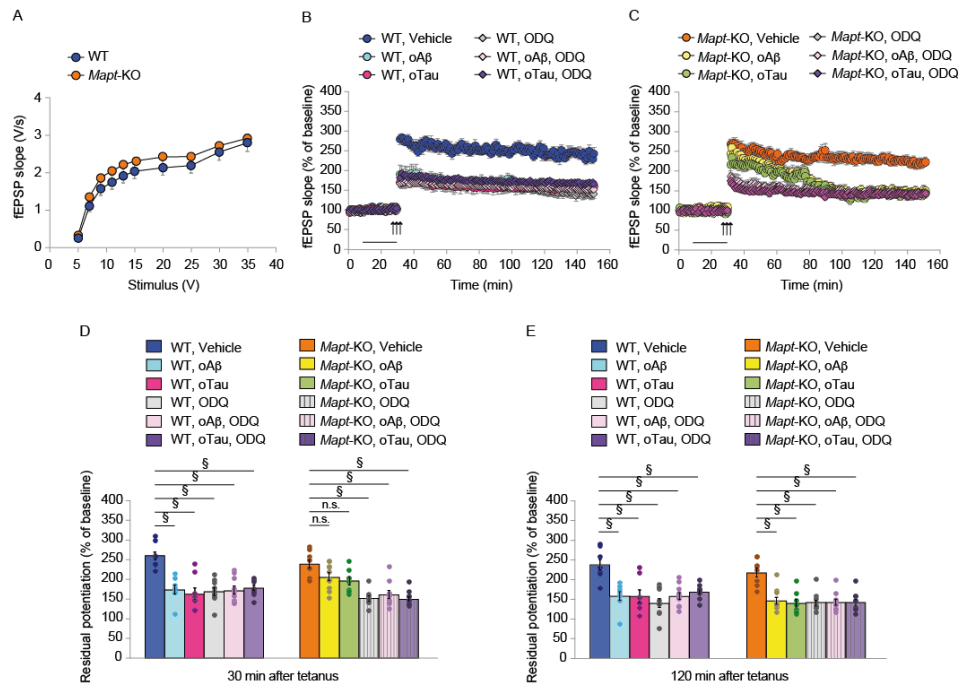 A
WT
Mapt-KO
fEPSP slope (V/s)
4
3
2
1
0
0 5 10 15 20 25 30 35 40
Stimulus (V)
B
WT, Vehicle
WT, oAβ
WT, oTau
WT, ODQ
WT, oAβ, ODQ
WT, oTau, ODQ
fEPSP slope (% of baseline)
400
350
300
250
200
150
100
50
0
0 20 40 60 80 100 120 140 160
Time (min)
C
Mapt-KO, Vehicle
Mapt-KO, oAβ
Mapt-KO, oTau
Mapt-KO, ODQ
Mapt-KO, oAβ, ODQ
Mapt-KO, oTau, ODQ
fEPSP slope (% of baseline)
400
350
300
250
200
150
100
50
0
0 20 40 60 80 100 120 140 160
Time (min)
D
WT, Vehicle
WT, oAβ
WT, oTau
WT, ODQ
WT, oAβ, ODQ
WT, oTau, ODQ
Mapt-KO, Vehicle
Mapt-KO, oAβ
Mapt-KO, oTau
Mapt-KO, ODQ
Mapt-KO, oAβ, ODQ
Mapt-KO, oTau, ODQ
§
§
§
§
§
§
§
§
n.s.
n.s.
Residual potentiation (% of baseline)
400
350
300
250
200
150
100
50
0
30 min after tetanus
E
WT, Vehicle
WT, oAβ
WT, oTau
WT, ODQ
WT, oAβ, ODQ
WT, oTau, ODQ
Mapt-KO, Vehicle
Mapt-KO, oAβ
Mapt-KO, oTau
Mapt-KO, ODQ
Mapt-KO, oAβ, ODQ
Mapt-KO, oTau, ODQ
§
§
§
§
§
§
§
§
§
§
Residual potentiation (% of baseline)
400
350
300
250
200
150
100
50
0
120 min after tetanus